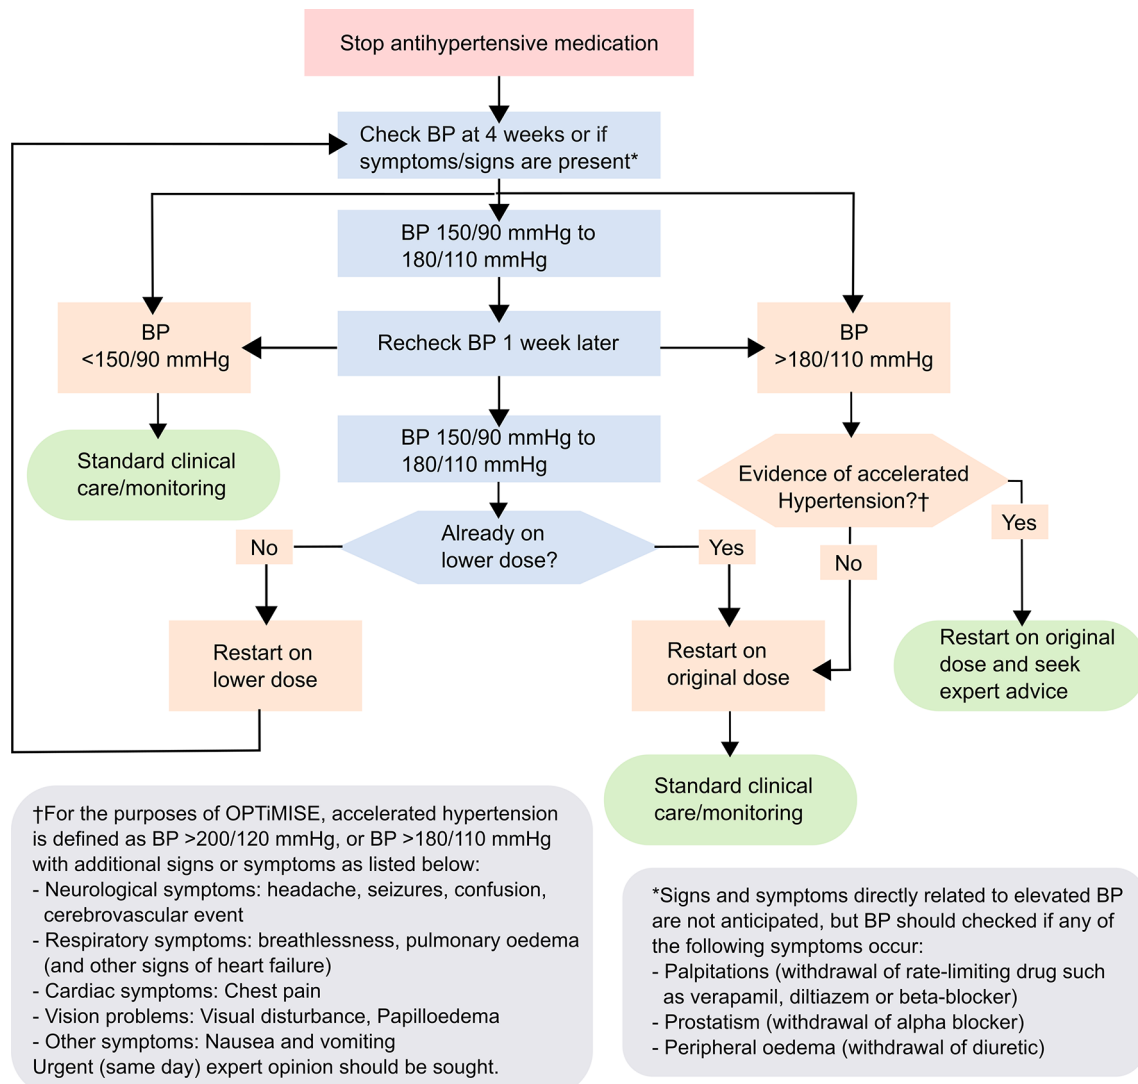 Stop antihypertensive medication
Check BP at 4 weeks or if
symptoms/signs are present*
BP 150/90 mmHg to
180/110 mmHg
BP
<150/90 mmHg
Recheck BP 1 week later
BP
>180/110 mmHg
Standard clinical
care/monitoring
BP 150/90 mmHg to
180/110 mmHg
Evidence of accelerated
Hypertension?†
Already on
lower dose?
No
Yes
No
Yes
Restart on
lower dose
Restart on
original dose
Restart on original
dose and seek
expert advice
Standard clinical
care/monitoring
†For the purposes of OPTiMISE, accelerated hypertension
is defined as BP >200/120 mmHg, or BP >180/110 mmHg
with additional signs or symptoms as listed below:
- Neurological symptoms: headache, seizures, confusion,
cerebrovascular event
- Respiratory symptoms: breathlessness, pulmonary oedema
(and other signs of heart failure)
- Cardiac symptoms: Chest pain
- Vision problems: Visual disturbance, Papilloedema
- Other symptoms: Nausea and vomiting
Urgent (same day) expert opinion should be sought.
*Signs and symptoms directly related to elevated BP
are not anticipated, but BP should checked if any of
the following symptoms occur:
- Palpitations (withdrawal of rate-limiting drug such
as verapamil, diltiazem or beta-blocker)
- Prostatism (withdrawal of alpha blocker)
- Peripheral oedema (withdrawal of diuretic)